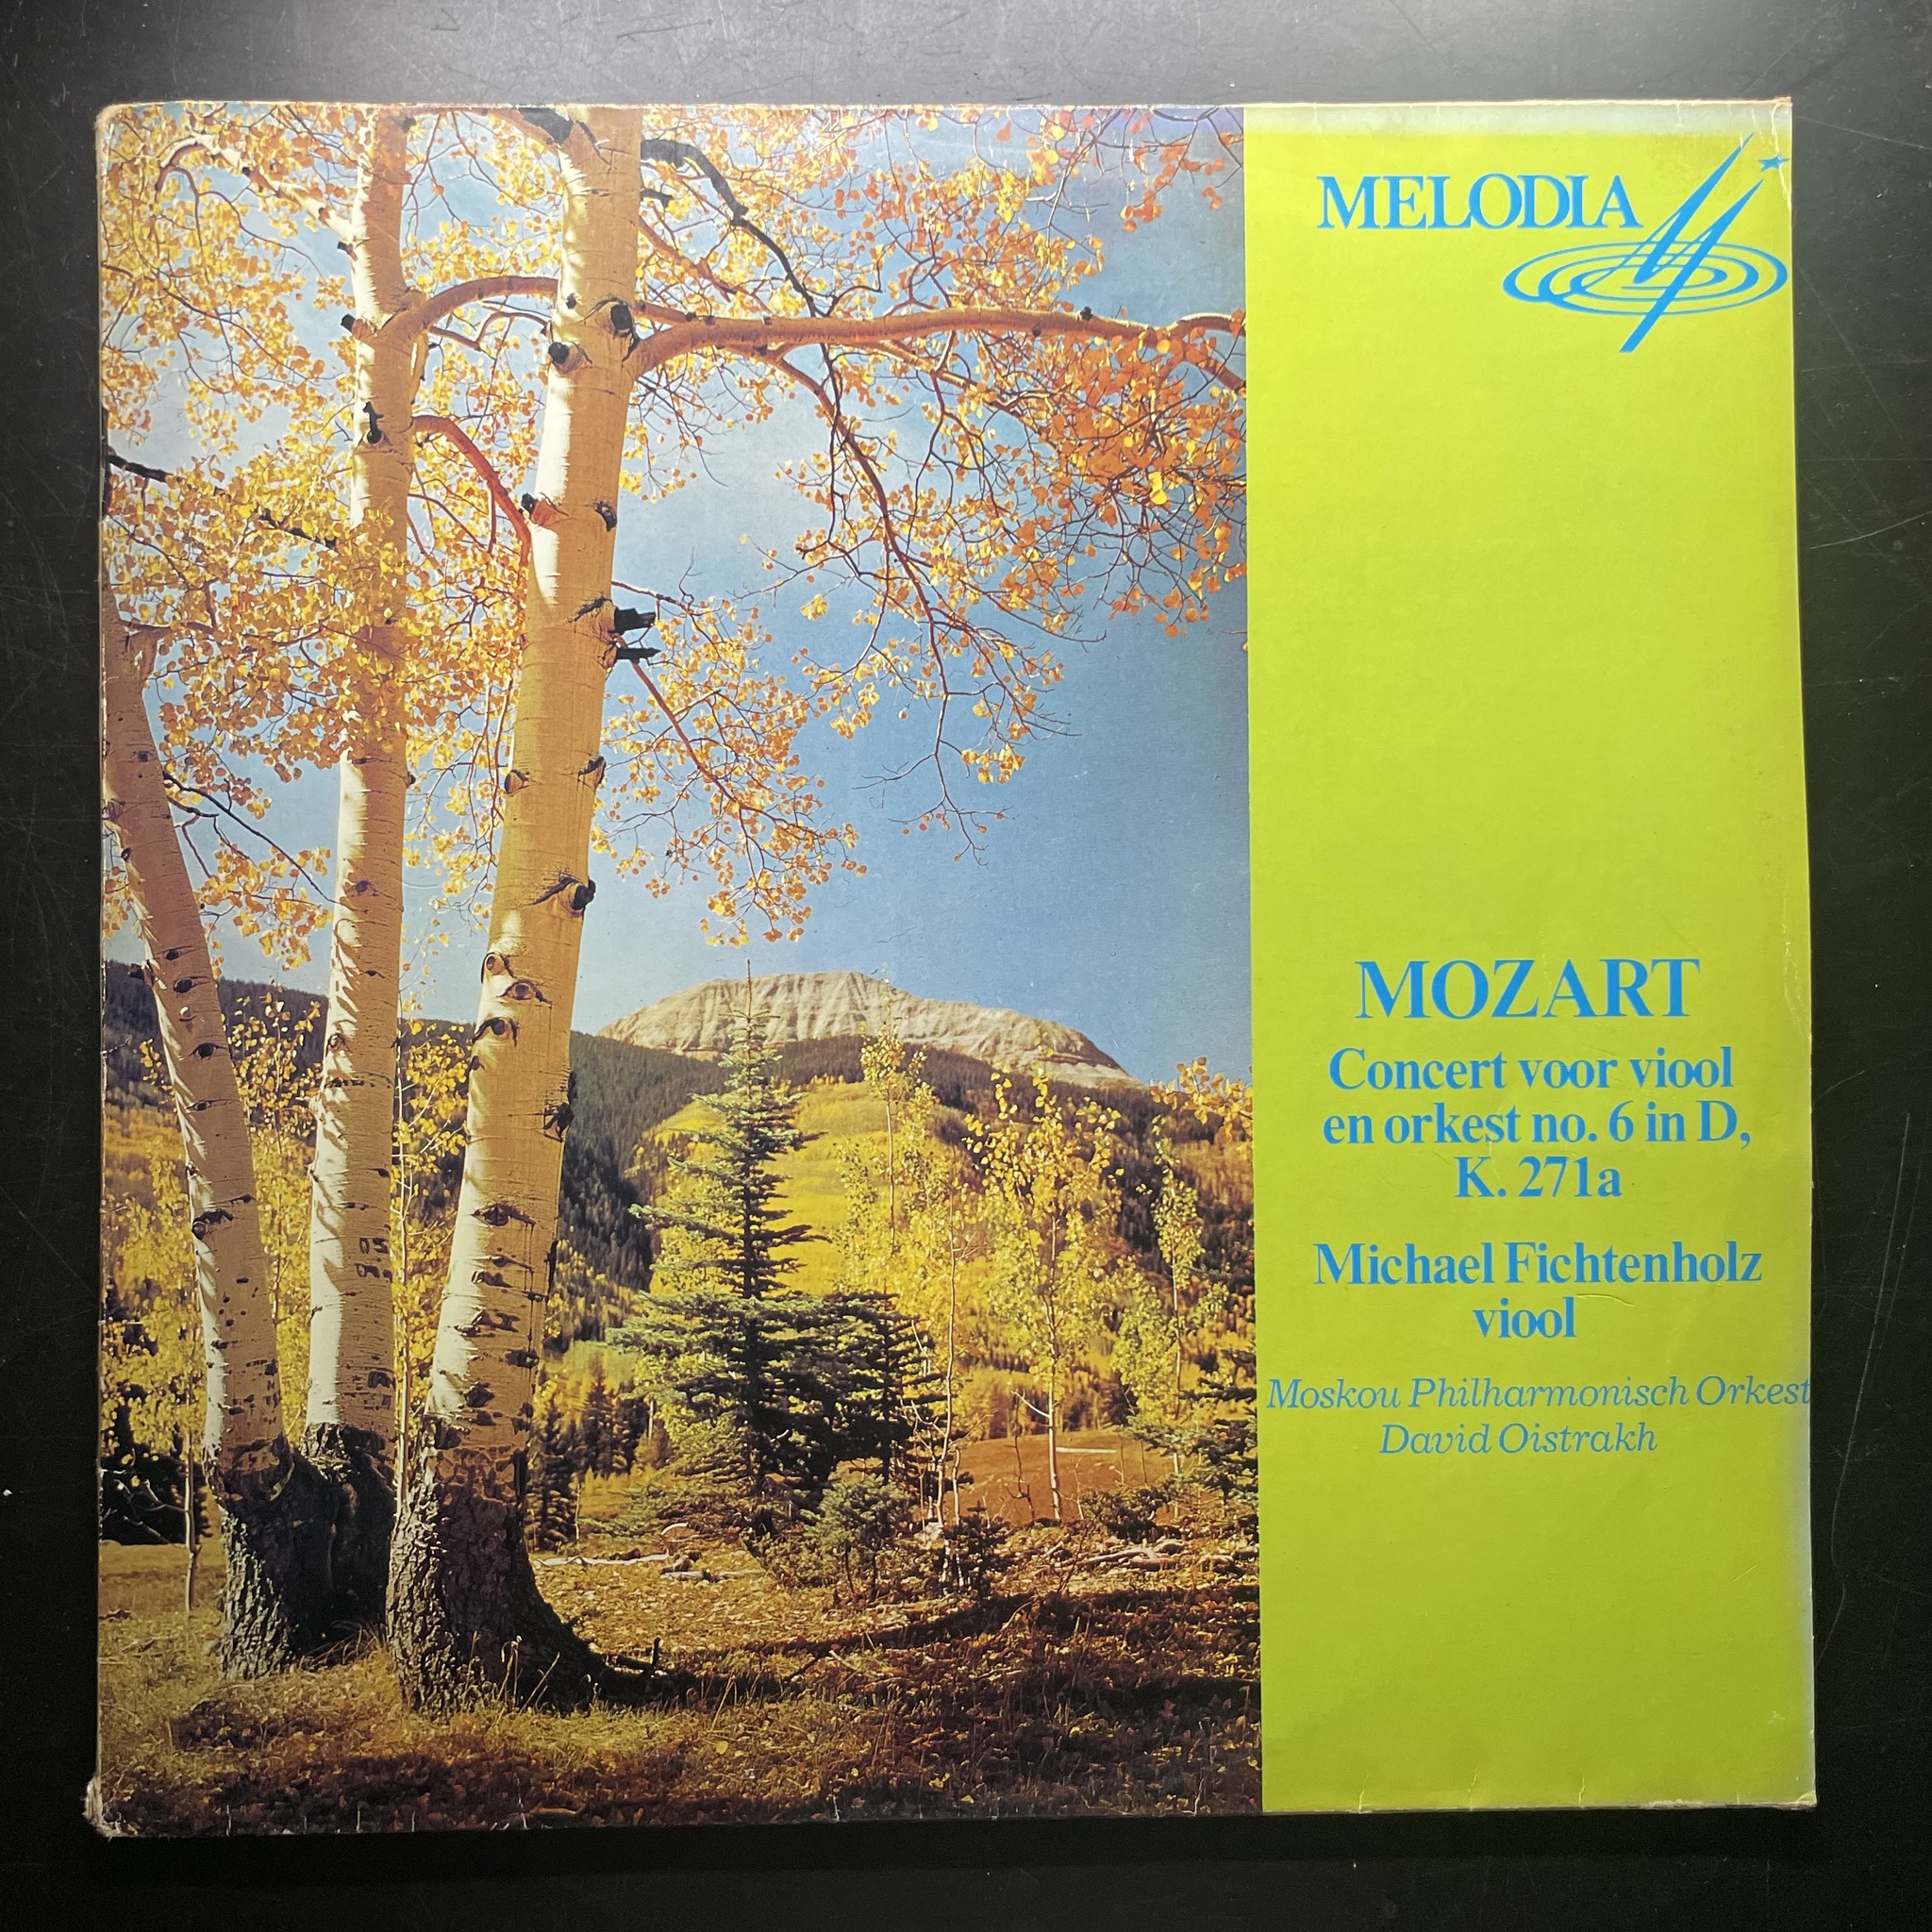 MELODIA
MOZART
Concert voor viool
en orkest no. 6 in D,
K. 271a
Michael Fichtenholz
viool
Moskou Philharmonisch Orkest
David Oistrakh